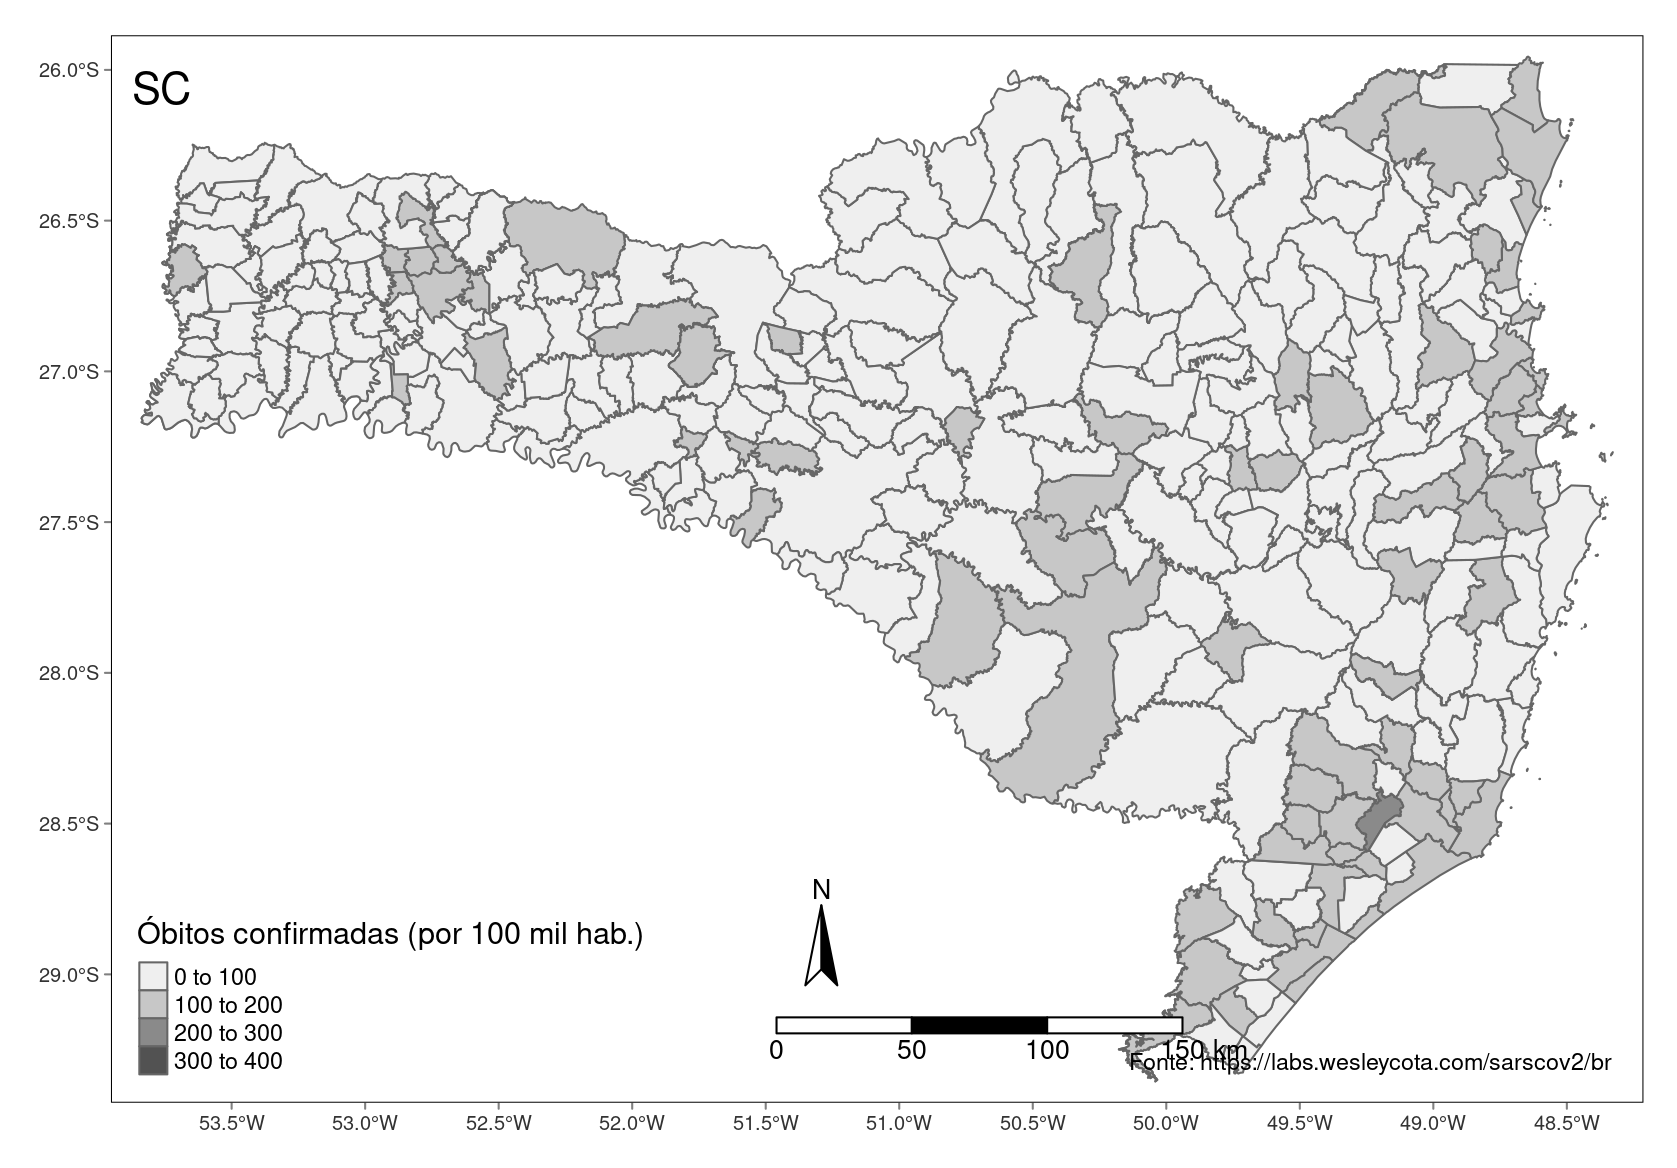 SC
26.0°S
26.5°S
27.0°S
27.5°S
28.0°S
28.5°S
29.0°S
N
Óbitos confirmadas (por 100 mil hab.)
0 to 100
100 to 200
200 to 300
300 to 400
0 50 100 150 km
Fonte: https://labs.wesleycota.com/sarscov2/br
53.5°W 53.0°W 52.5°W 52.0°W 51.5°W 51.0°W 50.5°W 50.0°W 49.5°W 49.0°W 48.5°W